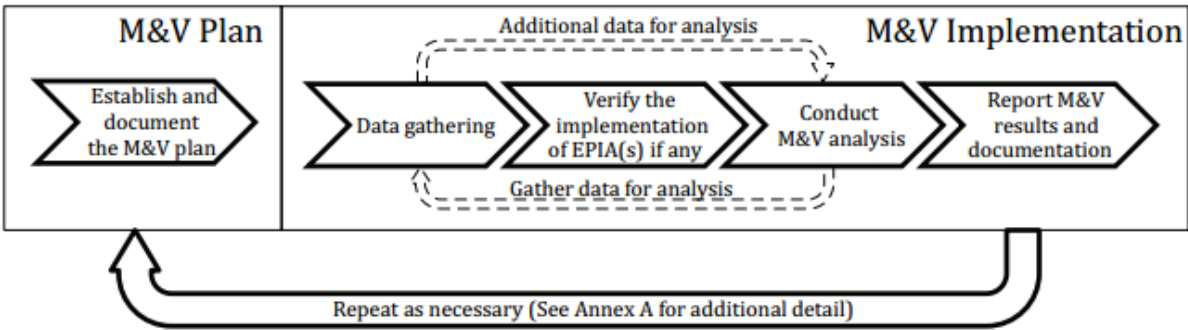 M&V Plan
Establish and
document
the M&V plan
M&V Implementation
Additional data for analysis
Data gathering
Verify the
implementation
of EPIA(s) if any
Conduct
M&V analysis
Report M&V
results and
documentation
Gather data for analysis
Repeat as necessary (See Annex A for additional detail)